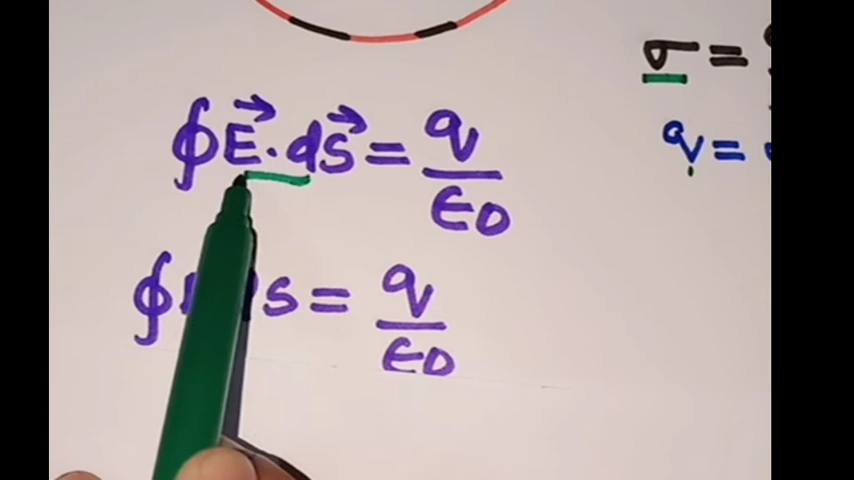 ∮E⃗·dS⃗ = q/ε0
∮ s = q/ε0
σ =
q =